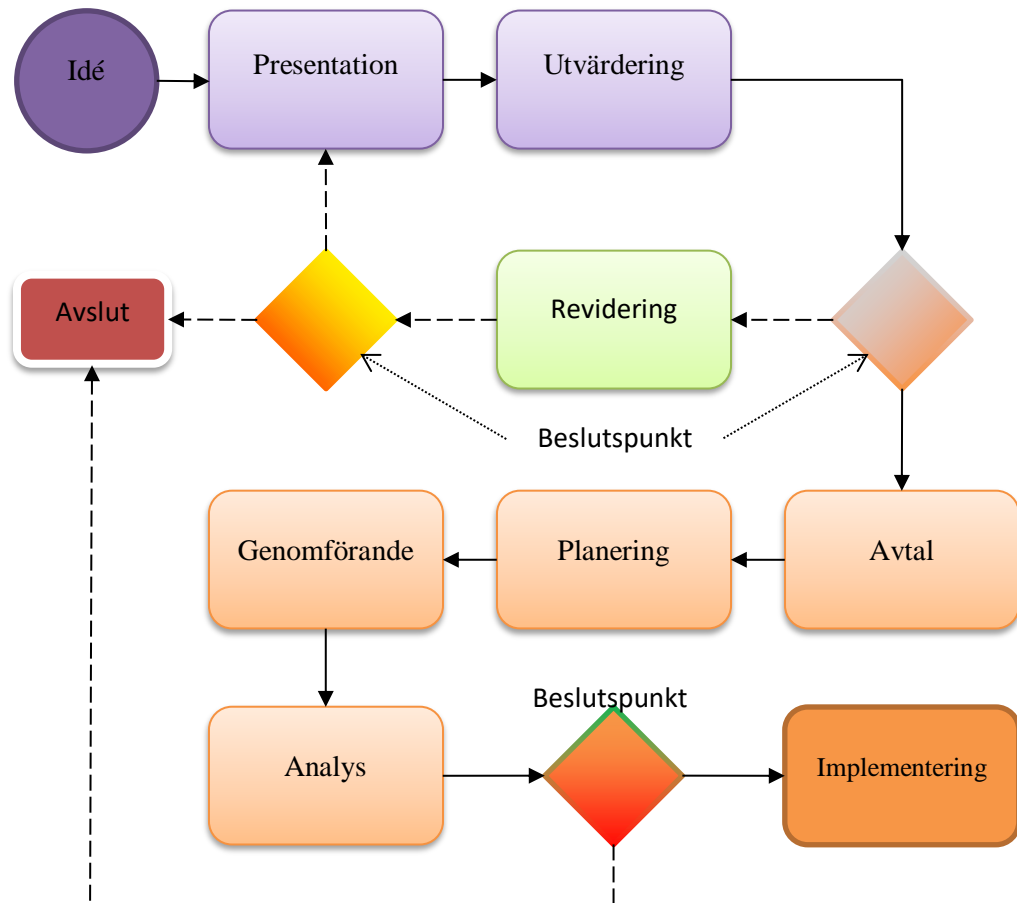 Idé
Presentation
Utvärdering
Avslut
Revidering
Beslutspunkt
Genomförande
Planering
Avtal
Beslutspunkt
Analys
Implementering